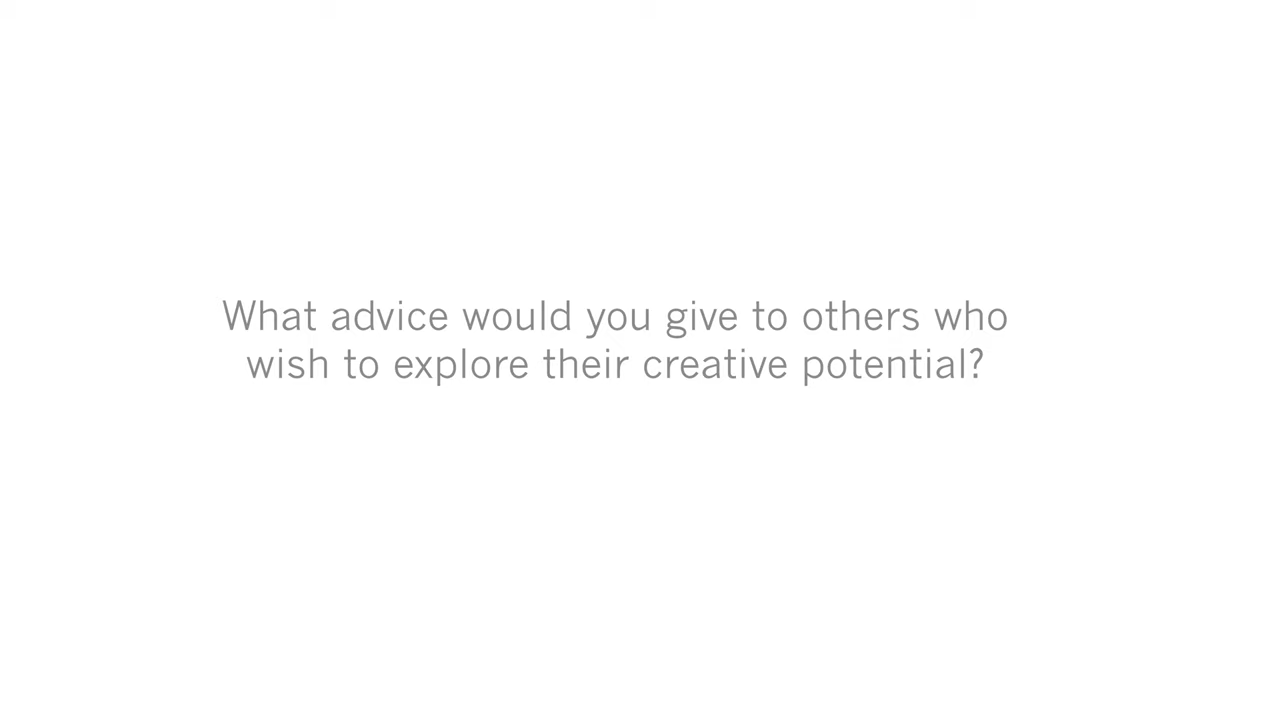 What advice would you give to others who
wish to explore their creative potential?